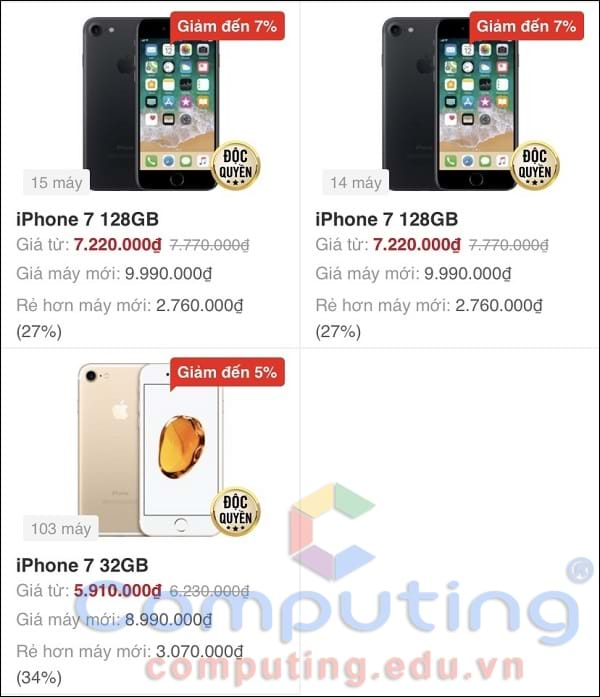 Giảm đến 7%
ĐỘC
QUYỀN
15 máy
iPhone 7 128GB
Giá từ: 7.220.000₫ 7.770.000₫
Giá máy mới: 9.990.000₫
Rẻ hơn máy mới: 2.760.000₫
(27%)
Giảm đến 7%
ĐỘC
QUYỀN
14 máy
iPhone 7 128GB
Giá từ: 7.220.000₫ 7.770.000₫
Giá máy mới: 9.990.000₫
Rẻ hơn máy mới: 2.760.000₫
(27%)
Giảm đến 5%
ĐỘC
QUYỀN
103 máy
iPhone 7 32GB
Giá từ: 5.910.000₫ 6.230.000₫
Giá máy mới: 8.990.000₫
Rẻ hơn máy mới: 3.070.000₫
(34%)
Computing®
computing.edu.vn